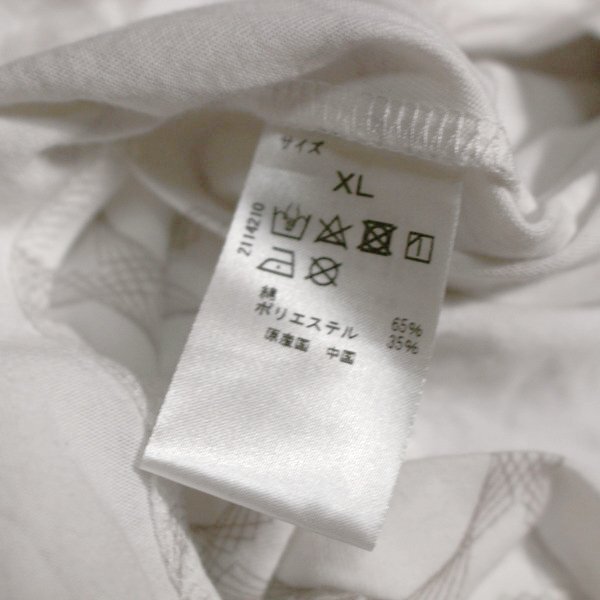 サイズ
XL
2114210
綿 65%
ポリエステル 35%
原産国 中国